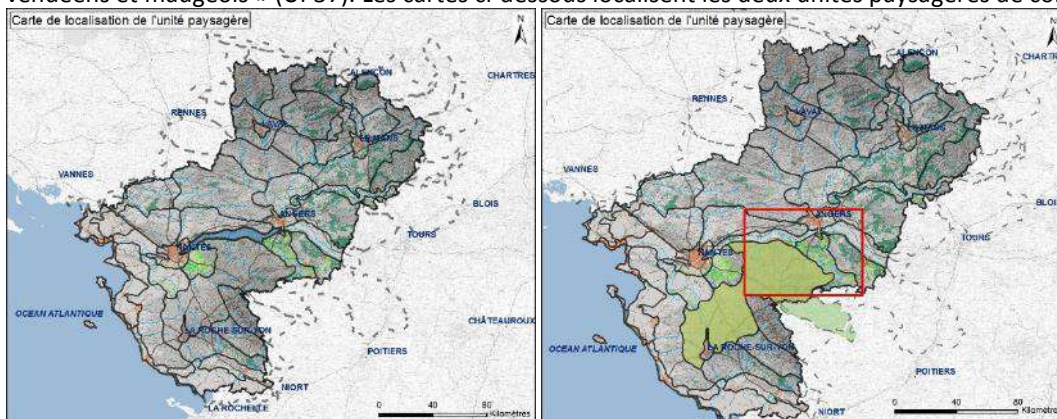 vendéens et maugeois » (UP37). Les cartes ci-dessous localisent les deux unités paysagères de
Carte de localisation de l'unité paysagère
N
ALENÇON
CHARTRES
RENNES
LAVAL
LE MANS
VANNES
BLOIS
ANGERS
TOURS
NANTES
CHÂTEAUROUX
OCEAN ATLANTIQUE
LA ROCHE-SUR-YON
POITIERS
NIORT
LA ROCHELLE
0 40 80
Kilomètres
Carte de localisation de l'unité paysagère
N
ALENÇON
CHARTRES
RENNES
LAVAL
LE MANS
VANNES
BLOIS
ANGERS
TOURS
NANTES
OCEAN ATLANTIQUE
LA ROCHE-SUR-YON
POITIERS
NIORT
0 40 80
Kilomètres